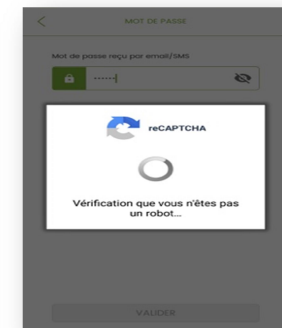 MOT DE PASSE
Mot de passe reçu par email/SMS
reCAPTCHA
Vérification que vous n'êtes pas
un robot...
VALIDER